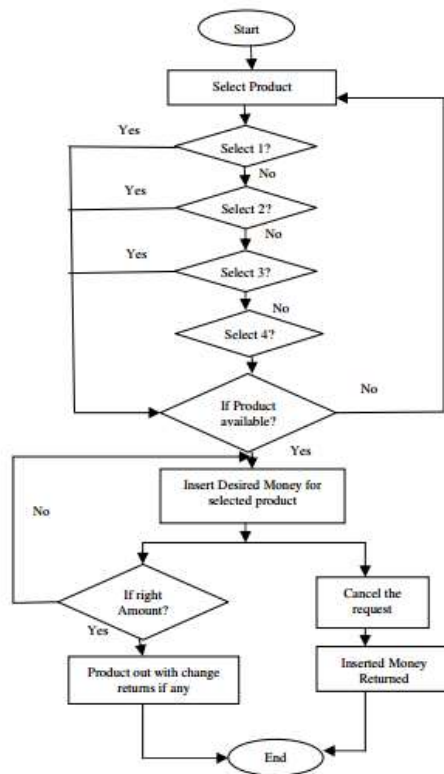 Start
Select Product
Yes
Select 1?
No
Yes
Select 2?
No
Yes
Select 3?
No
Select 4?
If Product
available?
No
Yes
Insert Desired Money for
selected product
No
If right
Amount?
Cancel the
request
Yes
Product out with change
returns if any
Inserted Money
Returned
End